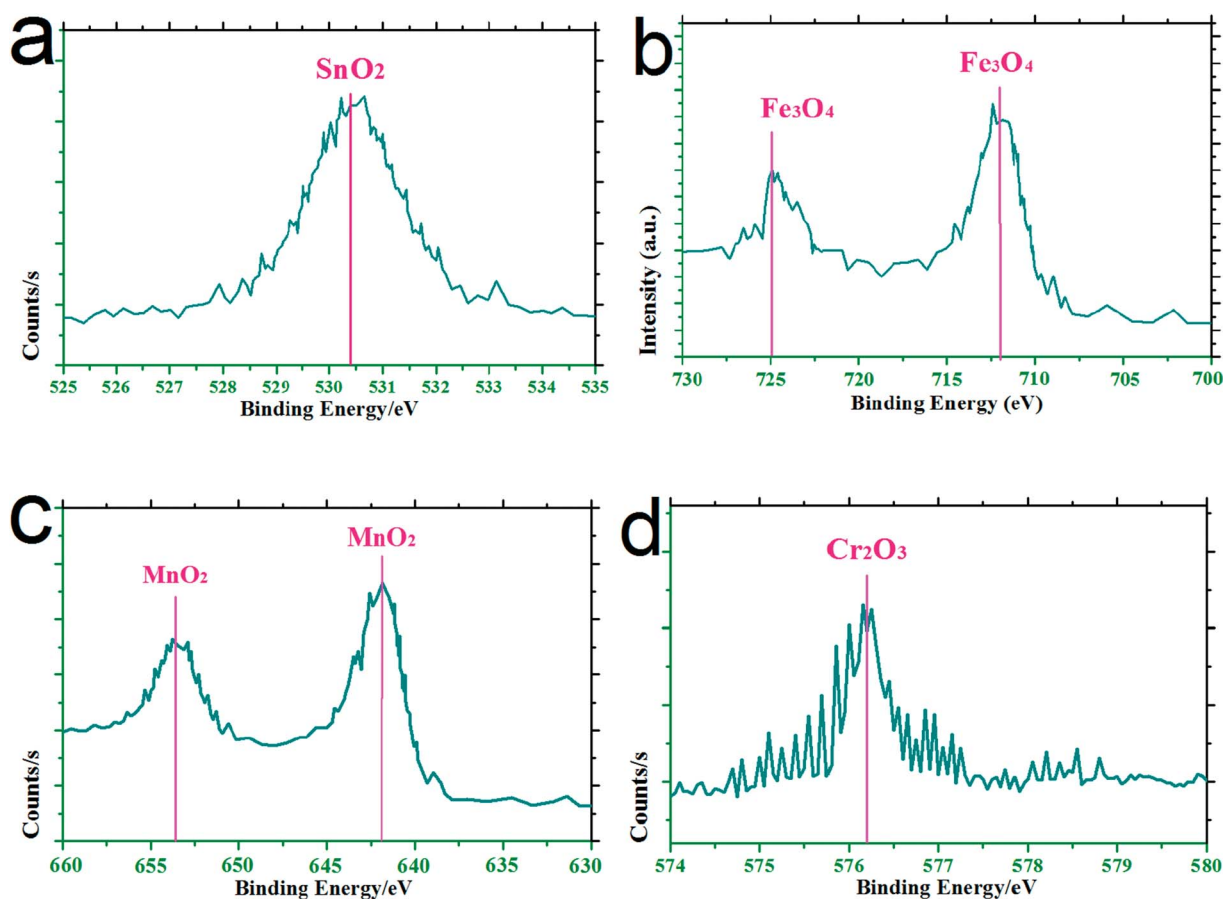 a
SnO2
Counts/s
525 526 527 528 529 530 531 532 533 534 535
Binding Energy/eV
b
Fe3O4
Fe3O4
Intensity (a.u.)
730 725 720 715 710 705 700
Binding Energy (eV)
c
MnO2
MnO2
Counts/s
660 655 650 645 640 635 630
Binding Energy/eV
d
Cr2O3
Counts/s
574 575 576 577 578 579 580
Binding Energy/eV